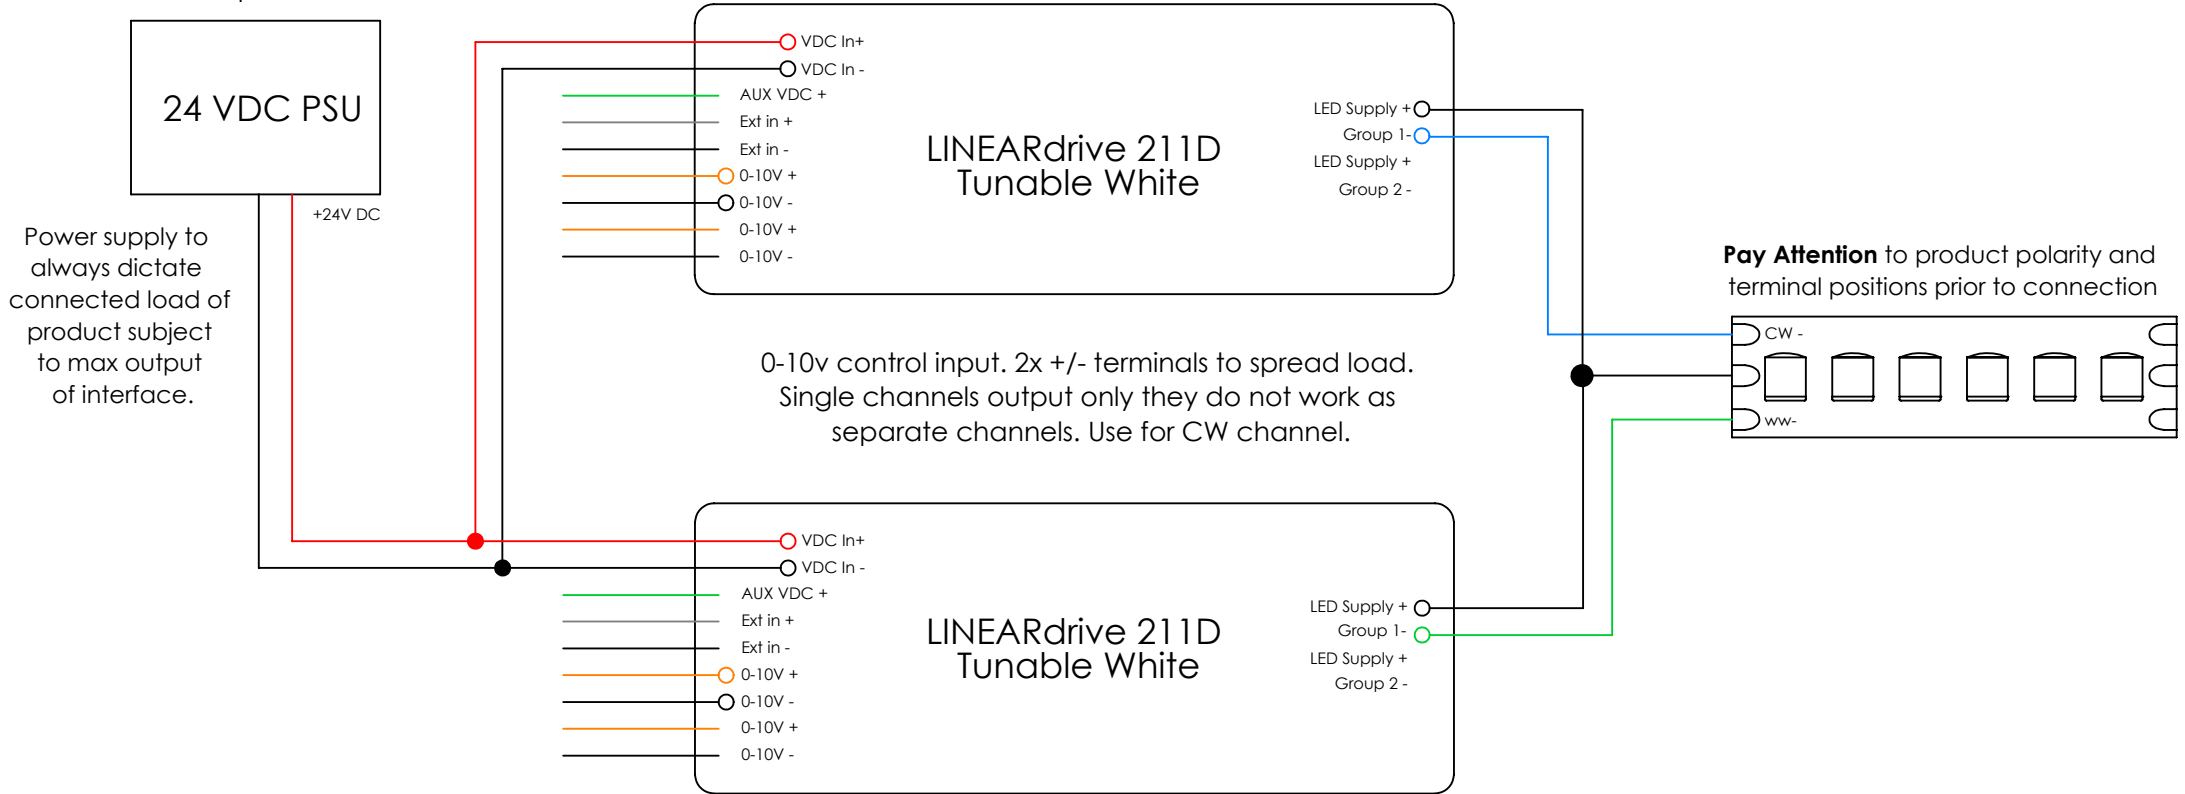 24 VDC PSU
+24V DC
Power supply to
always dictate
connected load of
product subject
to max output
of interface.
VDC In+
VDC In -
AUX VDC +
Ext in +
Ext in -
0-10V +
0-10V -
0-10V +
0-10V -
LINEARdrive 211D
Tunable White
LED Supply +
Group 1-
LED Supply +
Group 2 -
Pay Attention to product polarity and
terminal positions prior to connection
CW -
ww-
0-10v control input. 2x +/- terminals to spread load.
Single channels output only they do not work as
separate channels. Use for CW channel.
VDC In+
VDC In -
AUX VDC +
Ext in +
Ext in -
0-10V +
0-10V -
0-10V +
0-10V -
LINEARdrive 211D
Tunable White
LED Supply +
Group 1-
LED Supply +
Group 2 -